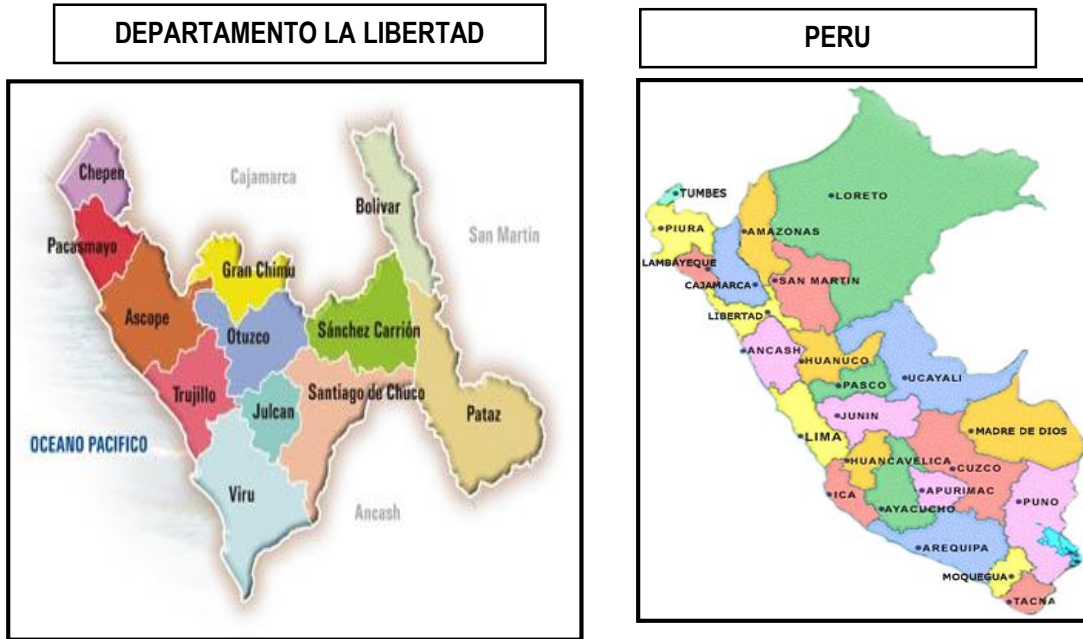 DEPARTAMENTO LA LIBERTAD
Chepen
Cajamarca
Bolivar
Pacasmayo
San Martin
Gran Chimu
Ascope
Otuzco
Sánchez Carrión
Trujillo
Julcan
Santiago de Chuco
Pataz
OCEANO PACIFICO
Viru
Ancash
PERU
TUMBES
LORETO
PIURA
AMAZONAS
LAMBAYEQUE
CAJAMARCA
SAN MARTIN
LIBERTAD
ANCASH
HUANUCO
UCAYALI
PASCO
JUNIN
MADRE DE DIOS
LIMA
HUANCAVELICA
CUZCO
ICA
APURIMAC
PUNO
AYACUCHO
AREQUIPA
MOQUEGUA
TACNA